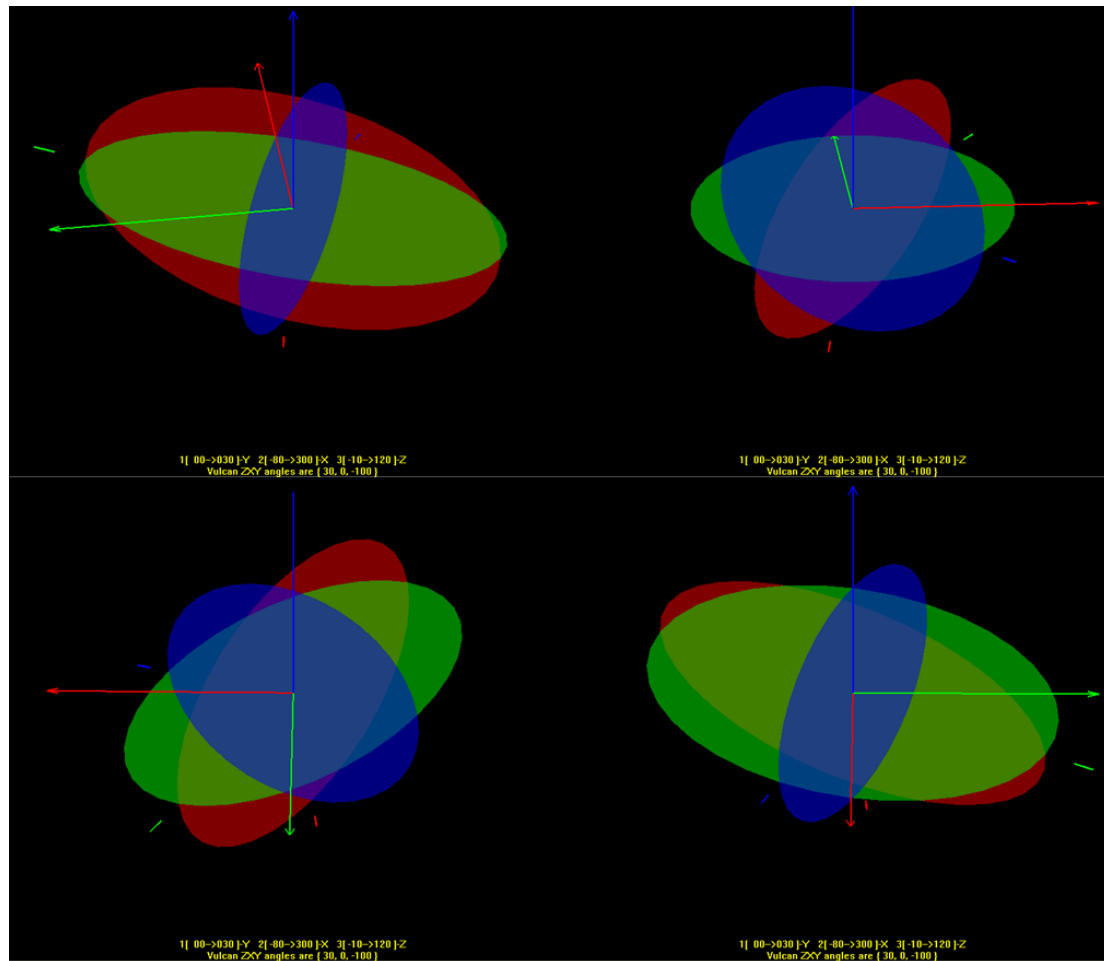 1[ 00->030 ]-Y 2[-80->300 ]-X 3[-10->120 ]-Z
Vulcan ZXY angles are { 30, 0, -100 }
1[ 00->030 ]-Y 2[-80->300 ]-X 3[-10->120 ]-Z
Vulcan ZXY angles are { 30, 0, -100 }
1[ 00->030 ]-Y 2[-80->300 ]-X 3[-10->120 ]-Z
Vulcan ZXY angles are { 30, 0, -100 }
1[ 00->030 ]-Y 2[-80->300 ]-X 3[-10->120 ]-Z
Vulcan ZXY angles are { 30, 0, -100 }